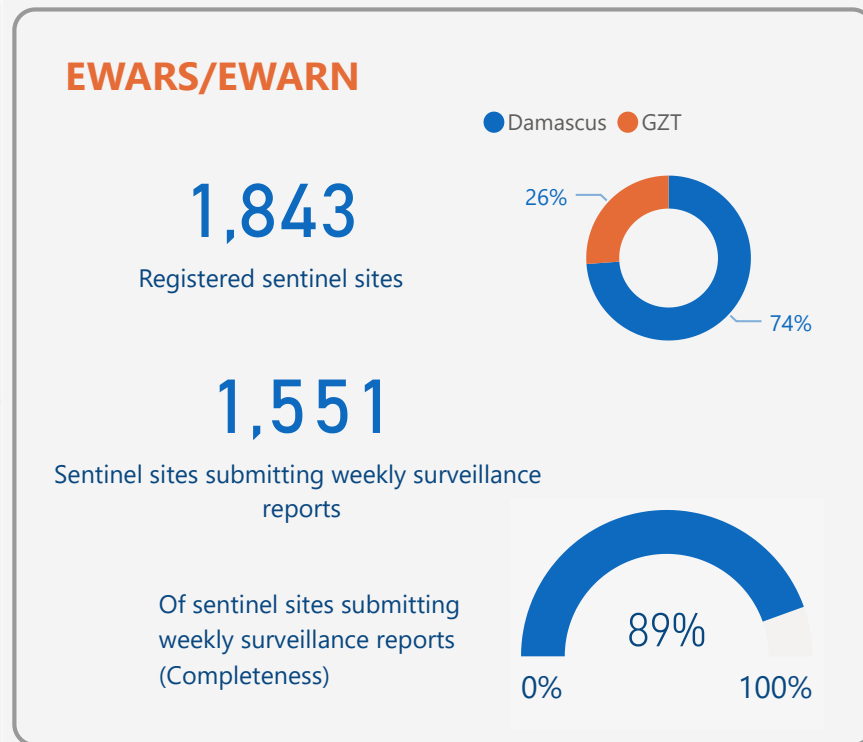 EWARS/EWARN
Damascus GZT
1,843
Registered sentinel sites
26%
74%
1,551
Sentinel sites submitting weekly surveillance
reports
Of sentinel sites submitting
weekly surveillance reports
(Completeness)
89%
0% 100%